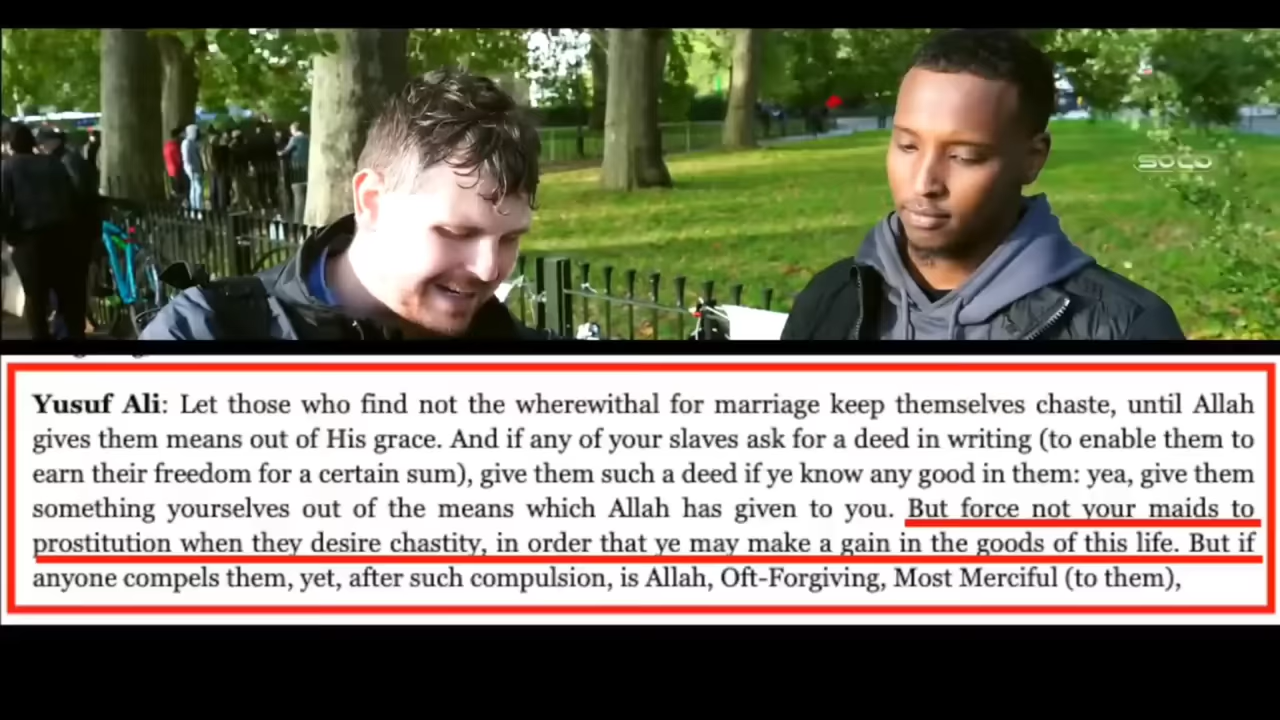 SOCO
Yusuf Ali: Let those who find not the wherewithal for marriage keep themselves chaste, until Allah
gives them means out of His grace. And if any of your slaves ask for a deed in writing (to enable them to
earn their freedom for a certain sum), give them such a deed if ye know any good in them: yea, give them
something yourselves out of the means which Allah has given to you. But force not your maids to
prostitution when they desire chastity, in order that ye may make a gain in the goods of this life. But if
anyone compels them, yet, after such compulsion, is Allah, Oft-Forgiving, Most Merciful (to them),